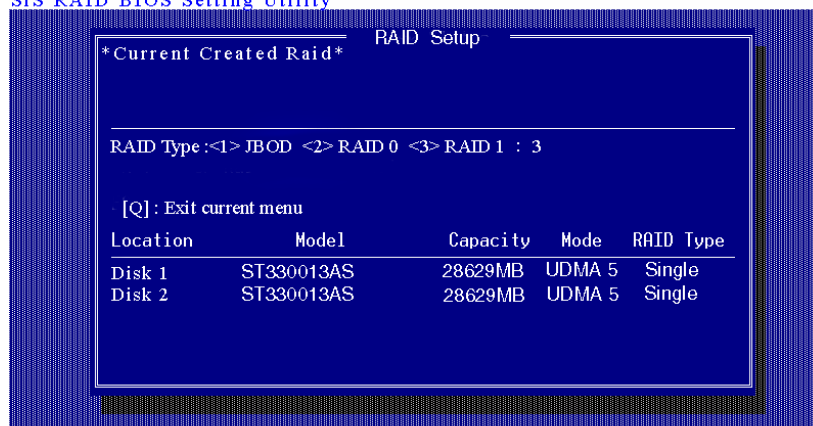 SiS RAID BIOS Setting Utility
RAID Setup
*Current Created Raid*
RAID Type :<1> JBOD <2> RAID 0 <3> RAID 1 : 3
[Q] : Exit current menu
Location Model Capacity Mode RAID Type
Disk 1 ST330013AS 28629MB UDMA 5 Single
Disk 2 ST330013AS 28629MB UDMA 5 Single